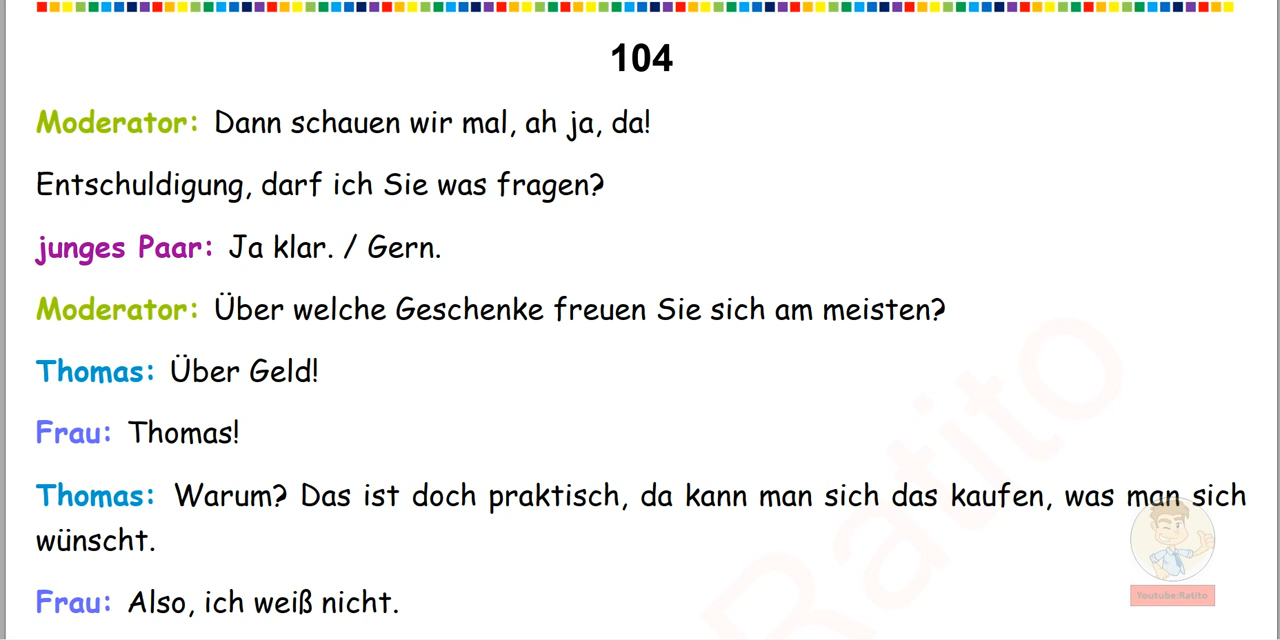 104
Moderator: Dann schauen wir mal, ah ja, da!
Entschuldigung, darf ich Sie was fragen?
junges Paar: Ja klar. / Gern.
Moderator: Über welche Geschenke freuen Sie sich am meisten?
Thomas: Über Geld!
Frau: Thomas!
Thomas: Warum? Das ist doch praktisch, da kann man sich das kaufen, was man sich
wünscht.
Frau: Also, ich weiß nicht.
Ratito
Youtube:Ratito